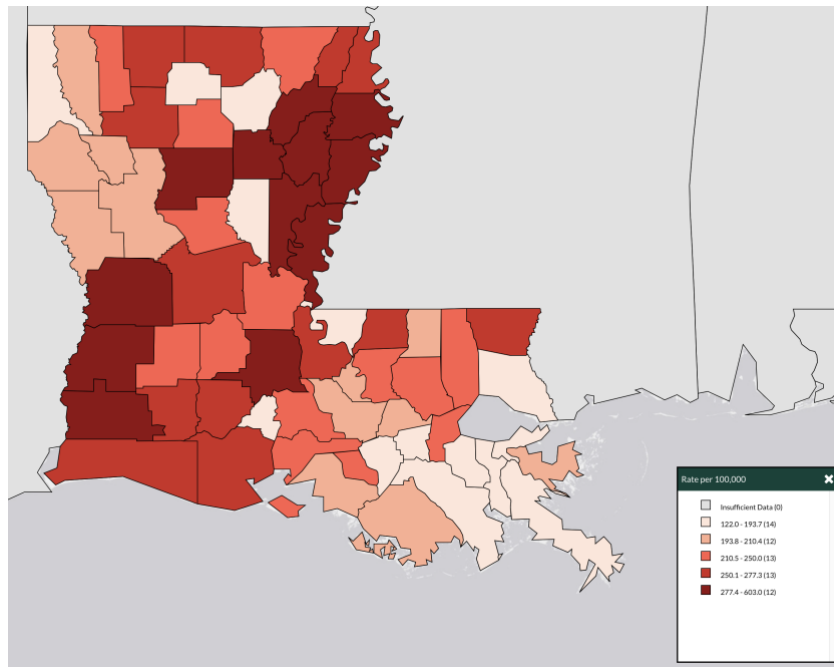 Rate per 100,000 ×
Insufficient Data (0)
122.0 - 193.7 (14)
193.8 - 210.4 (12)
210.5 - 250.0 (13)
250.1 - 277.3 (13)
277.4 - 603.0 (12)